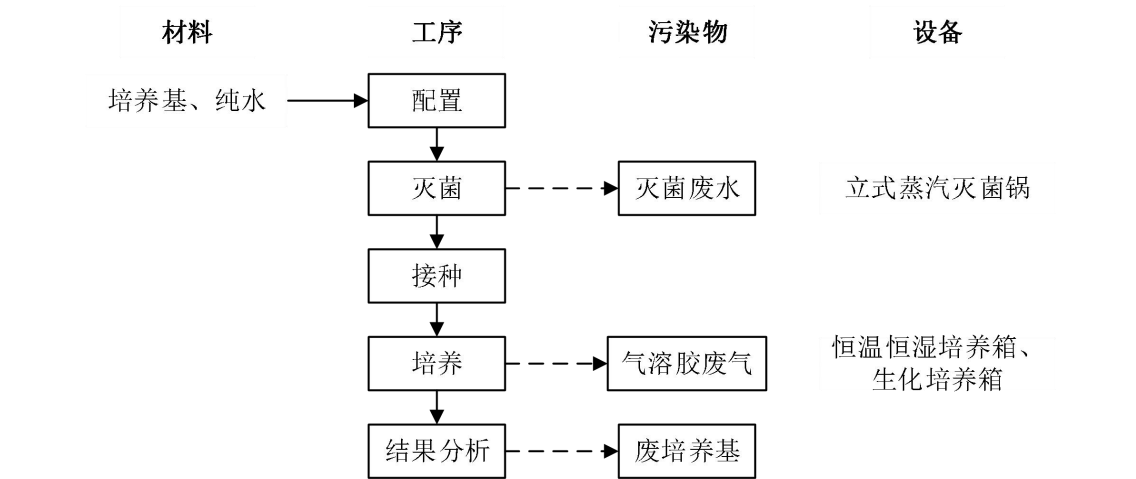 材料 工序 污染物 设备
培养基、纯水 配置
灭菌 灭菌废水 立式蒸汽灭菌锅
接种
培养 气溶胶废气 恒温恒湿培养箱、
生化培养箱
结果分析 废培养基